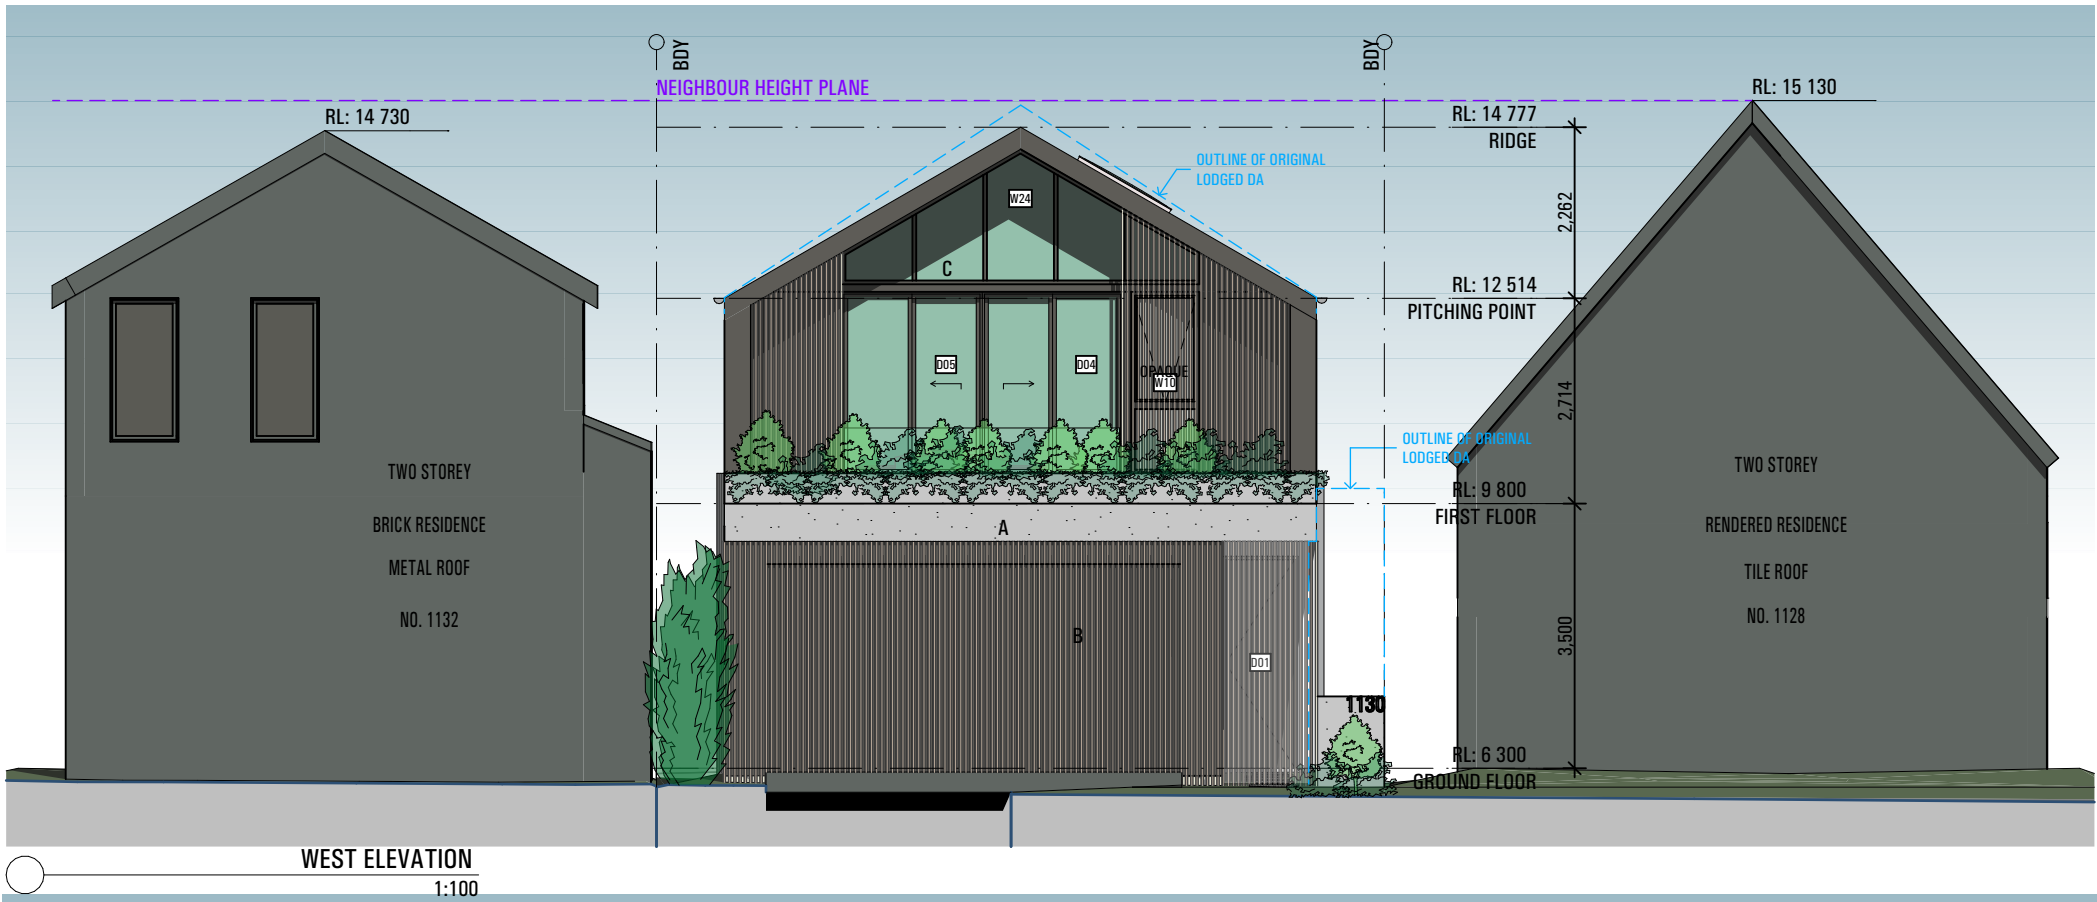 BDY
BDY
NEIGHBOUR HEIGHT PLANE
RL: 15 130
RL: 14 730
RL: 14 777
RIDGE
OUTLINE OF ORIGINAL
LODGED DA
W24
2,262
C
RL: 12 514
PITCHING POINT
D05
D04
OPAQUE
W10
2,714
OUTLINE OF ORIGINAL
LODGED DA
TWO STOREY
BRICK RESIDENCE
METAL ROOF
NO. 1132
RL: 9 800
FIRST FLOOR
A
TWO STOREY
RENDERED RESIDENCE
TILE ROOF
NO. 1128
B
3,500
D01
1130
RL: 6 300
GROUND FLOOR
WEST ELEVATION
1:100